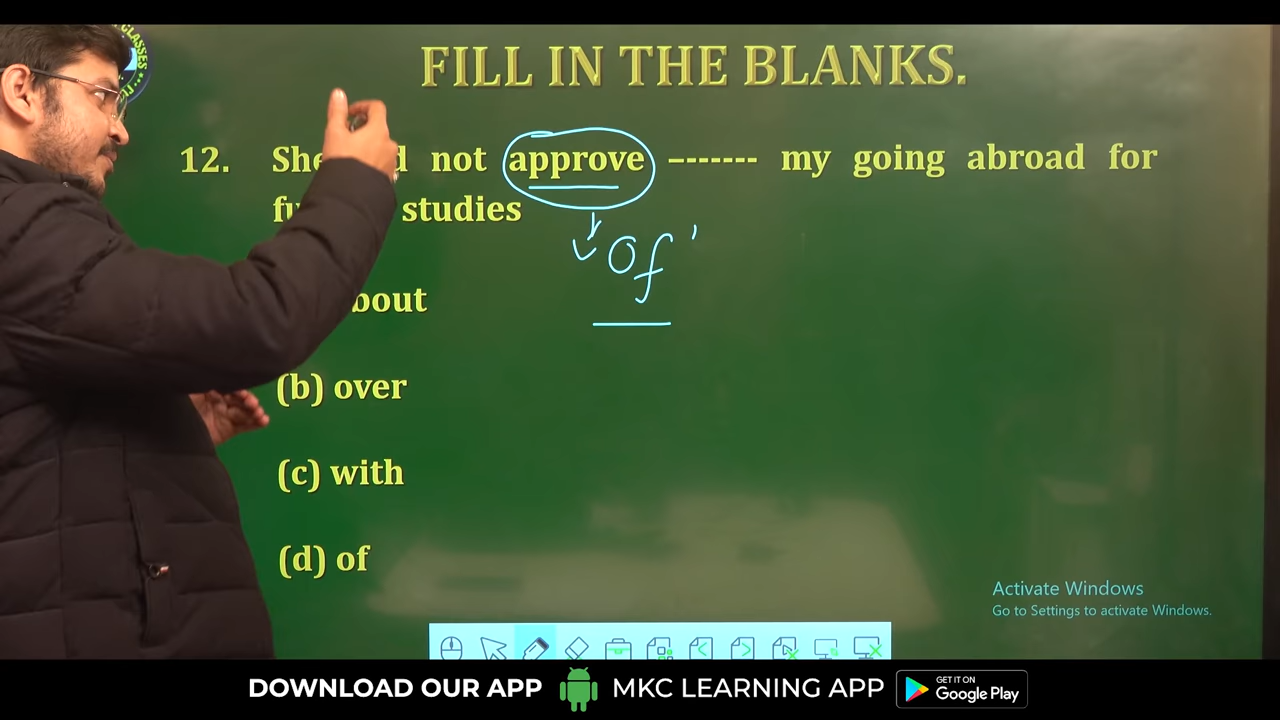 CLASSES
FILL IN THE BLANKS.
12. She not approve ------- my going abroad for
studies
of
(b) over
(c) with
(d) of
Activate Windows
Go to Settings to activate Windows.
DOWNLOAD OUR APP MKC LEARNING APP GET IT ON Google Play